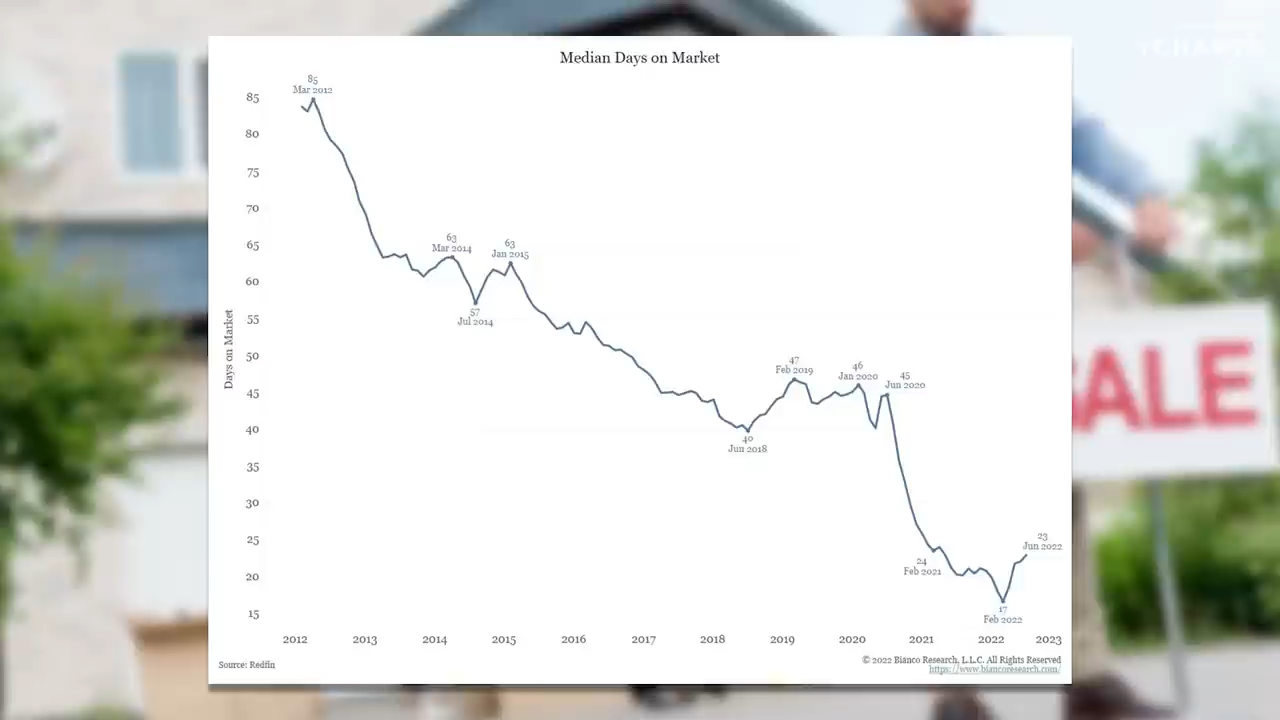 Median Days on Market
85
Mar 2012
85
80
75
70
65
60
55
50
45
40
35
30
25
20
15
Days on Market
63
Mar 2014
63
Jan 2015
57
Jul 2014
47
Feb 2019
46
Jan 2020
45
Jun 2020
40
Jun 2018
24
Feb 2021
23
Jun 2022
17
Feb 2022
2012 2013 2014 2015 2016 2017 2018 2019 2020 2021 2022 2023
Source: Redfin
© 2022 Bianco Research, L.L.C. All Rights Reserved
https://www.biancoresearch.com/
ALE